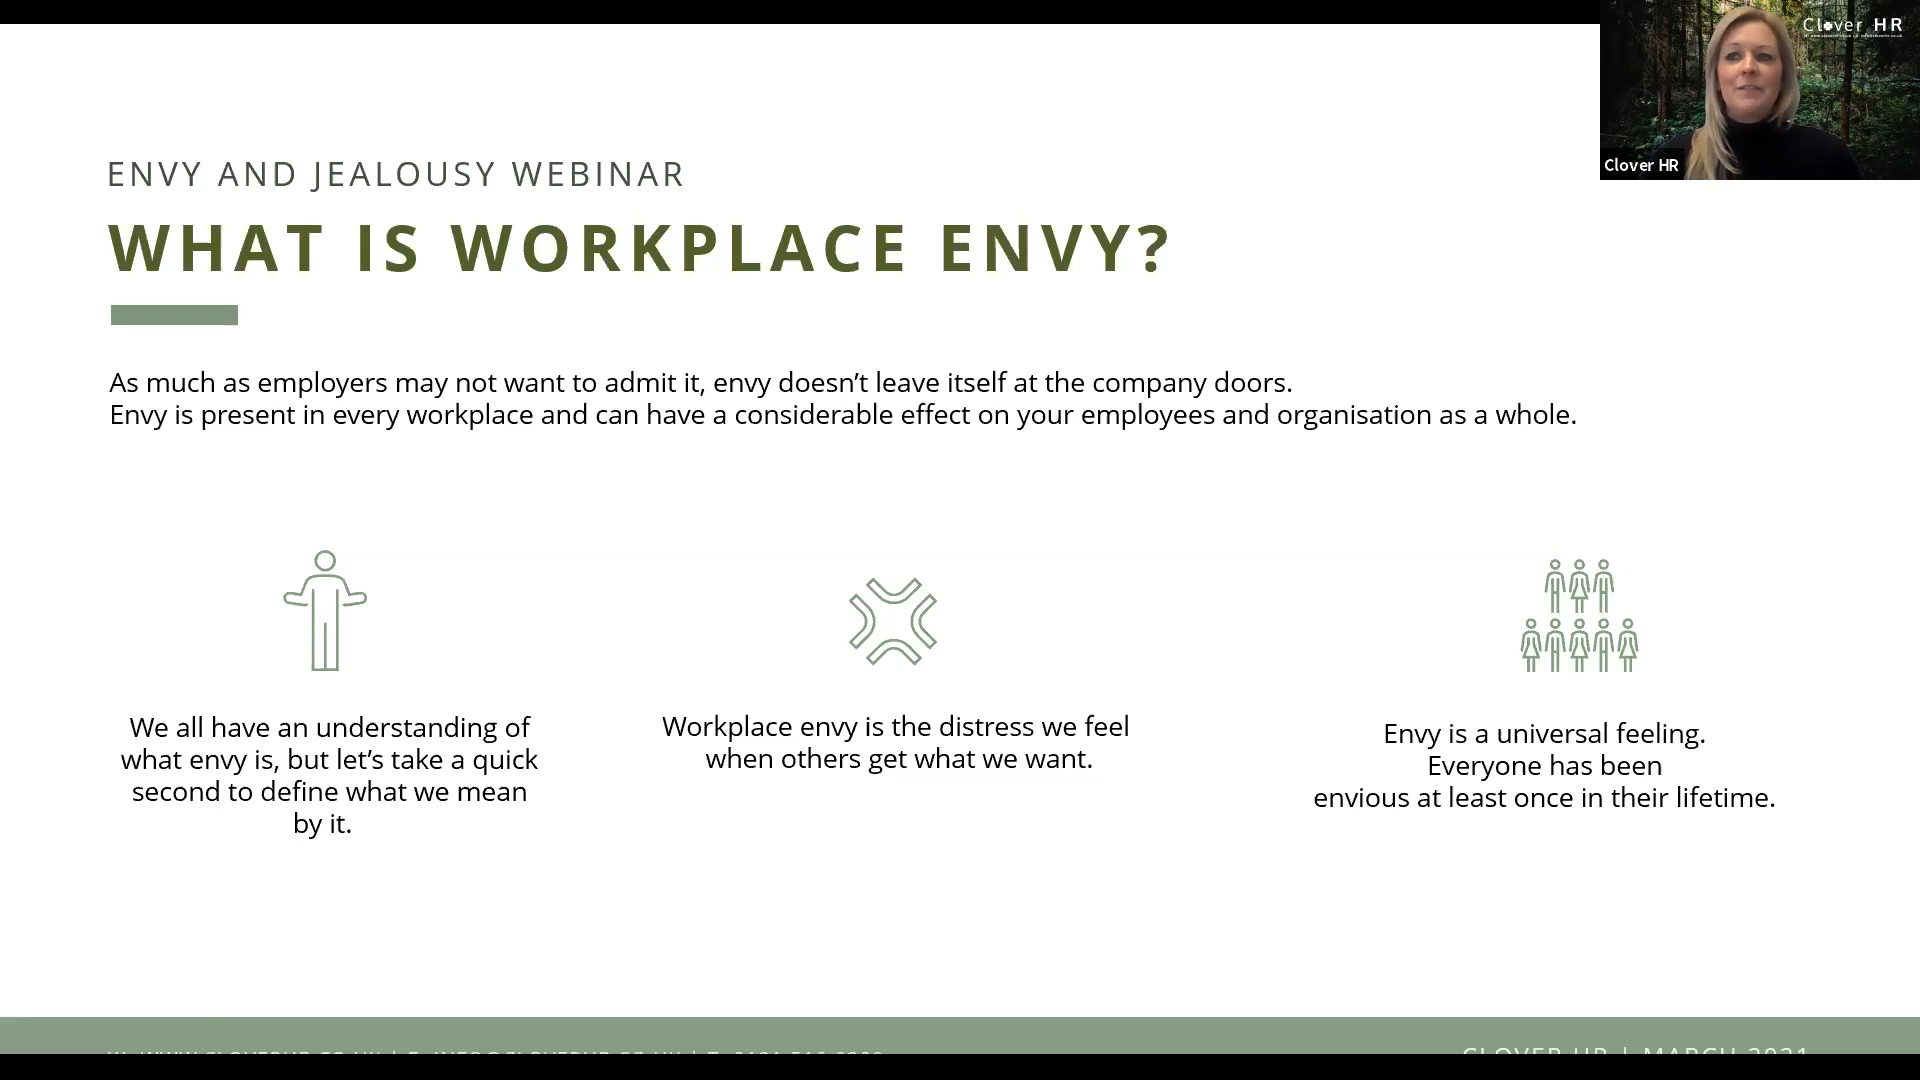 Clover HR
Clover HR
ENVY AND JEALOUSY WEBINAR
WHAT IS WORKPLACE ENVY?
As much as employers may not want to admit it, envy doesn’t leave itself at the company doors.
Envy is present in every workplace and can have a considerable effect on your employees and organisation as a whole.
We all have an understanding of
what envy is, but let’s take a quick
second to define what we mean
by it.
Workplace envy is the distress we feel
when others get what we want.
Envy is a universal feeling.
Everyone has been
envious at least once in their lifetime.
CLOVER HR | MARCH 2021